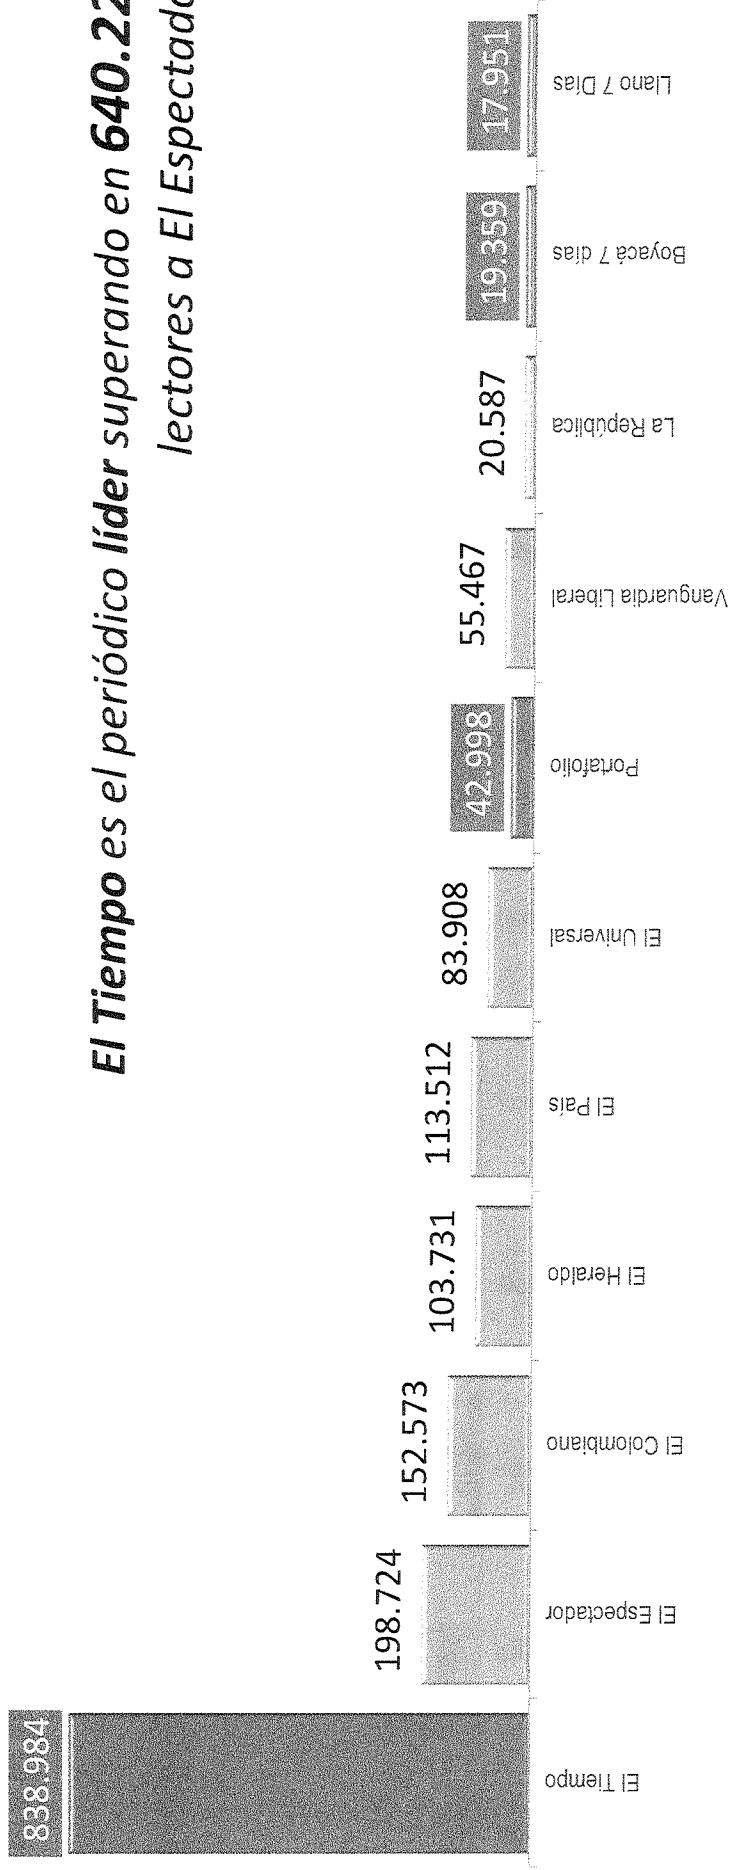 El Tiempo es el periódico líder superando en 640.22
lectores a El Espectado
838.984
198.724
152.573
103.731
113.512
83.908
42.998
55.467
20.587
19.359
17.951
El Tiempo
El Espectador
El Colombiano
El Heraldo
El País
El Universal
Portafolio
Vanguardia Liberal
La República
Boyacá 7 días
Llano 7 Días